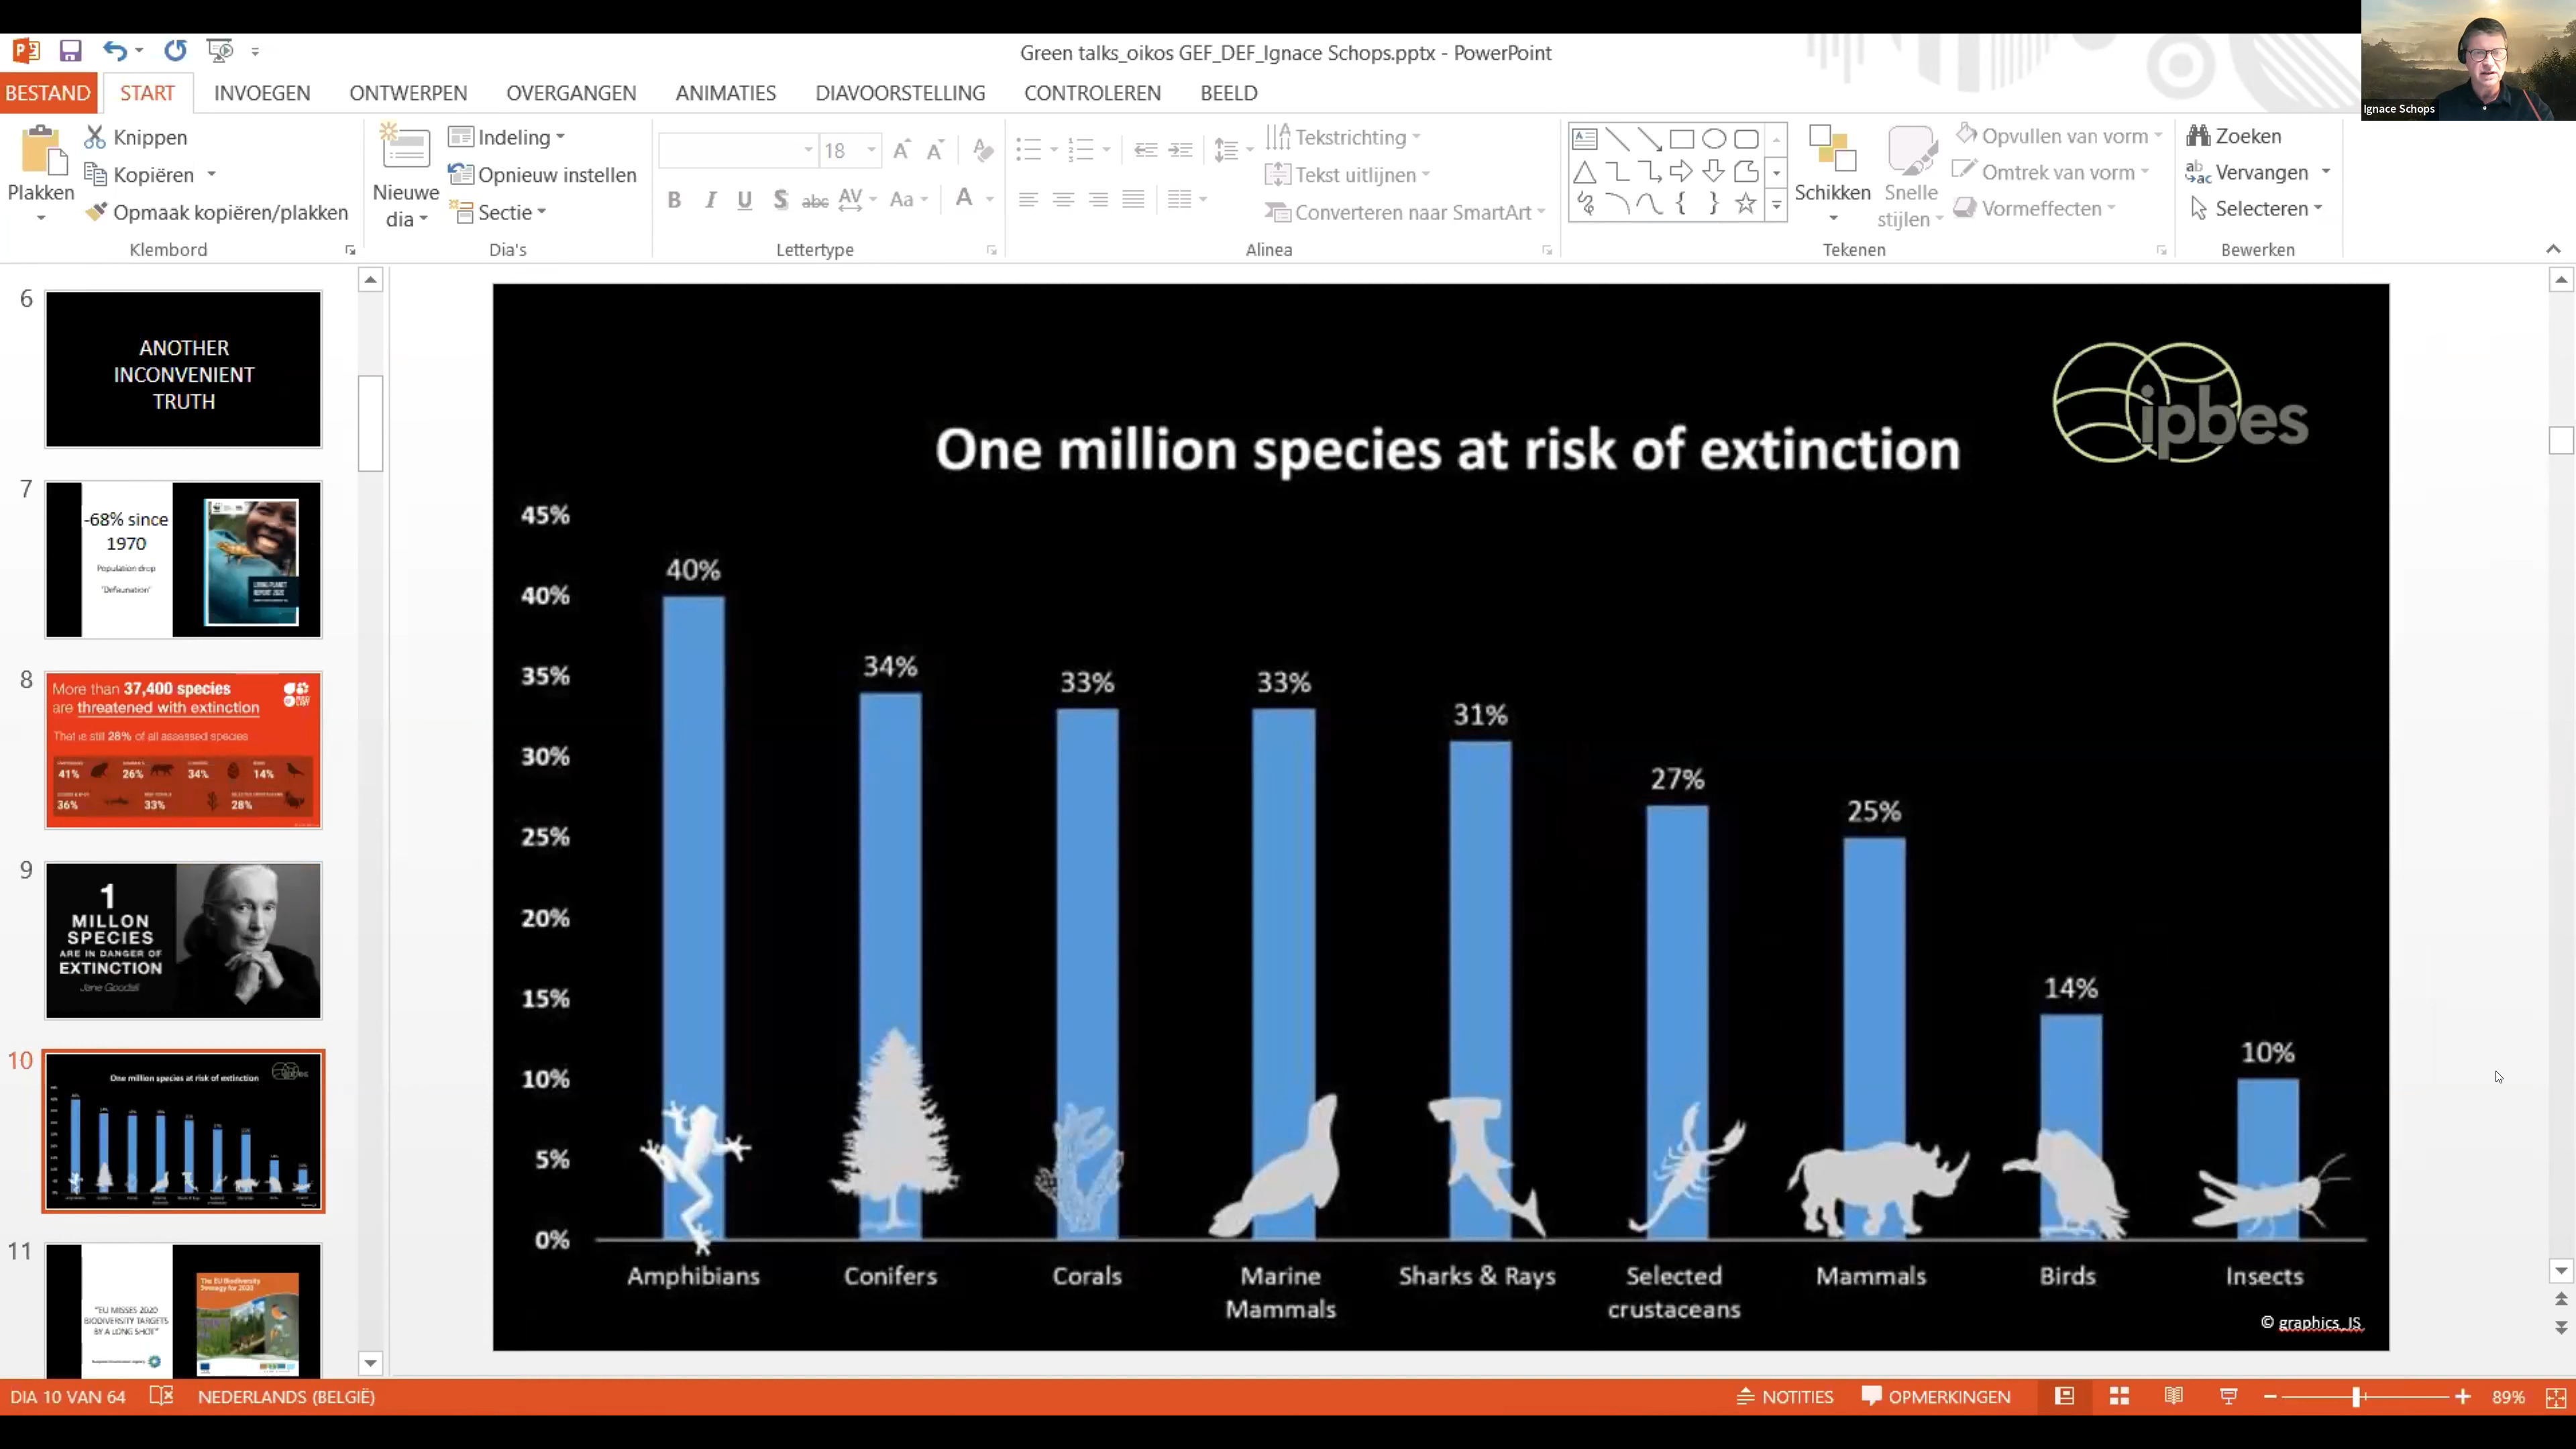 Green talks_oikos GEF_DEF_Ignace Schops.pptx - PowerPoint
Ignace Schops
BESTAND START INVOEGEN ONTWERPEN OVERGANGEN ANIMATIES DIAVOORSTELLING CONTROLEREN BEELD
Plakken
Knippen
Kopiëren
Opmaak kopiëren/plakken
Klembord
Nieuwe
dia
Indeling
Opnieuw instellen
Sectie
Dia's
18
B I U S abc AV Aa A
Lettertype
Tekstrichting
Tekst uitlijnen
Converteren naar SmartArt
Alinea
Schikken
Snelle
stijlen
Opvullen van vorm
Omtrek van vorm
Vormeffecten
Tekenen
Zoeken
Vervangen
Selecteren
Bewerken
6
ANOTHER
INCONVENIENT
TRUTH
7
-68% since
1970
Population drop
'Defaunation'
LIVING PLANET
REPORT 2020
8
More than 37,400 species
are threatened with extinction
That is still 28% of all assessed species
41% 26% 34% 14%
36% 33% 28%
9
1
MILLON
SPECIES
ARE IN DANGER OF
EXTINCTION
Jane Goodall
10
One million species at risk of extinction
11
"EU MISSES 2020
BIODIVERSITY TARGETS
BY A LONG SHOT"
The EU Biodiversity
Strategy for 2020
ipbes
One million species at risk of extinction
45%
40%
35%
30%
25%
20%
15%
10%
5%
0%
40%
34%
33%
33%
31%
27%
25%
14%
10%
Amphibians
Conifers
Corals
Marine
Mammals
Sharks & Rays
Selected
crustaceans
Mammals
Birds
Insects
© graphics_IS
DIA 10 VAN 64 NEDERLANDS (BELGIË) NOTITIES OPMERKINGEN 89%